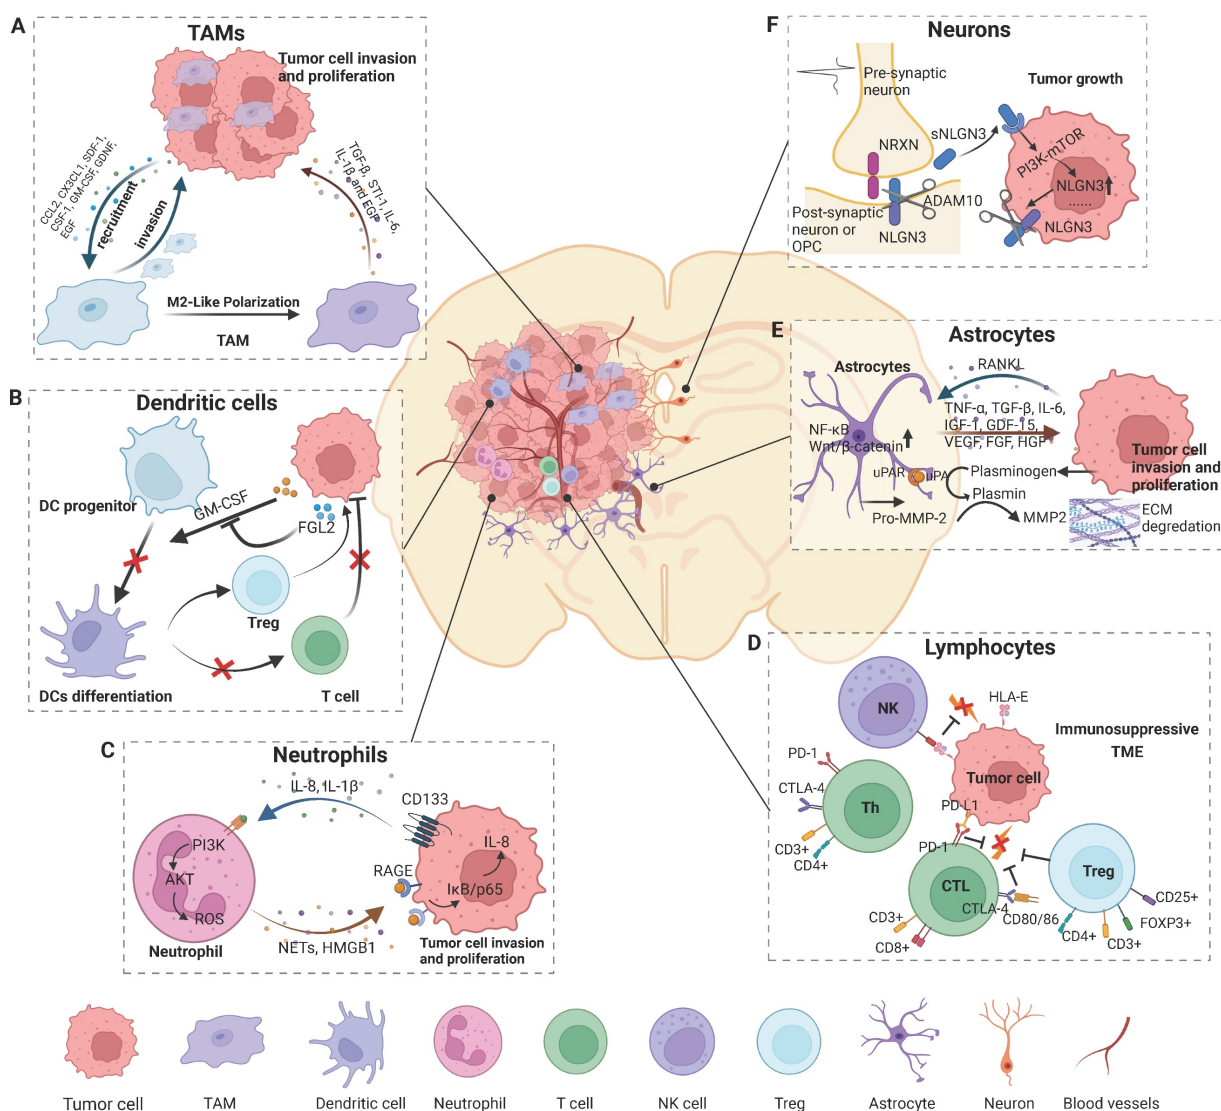 A
TAMs
Tumor cell invasion
and proliferation
CCL2, CX3CL1, SDF-1,
CSF-1, GM-CSF, GDNF,
EGF
recruitment
invasion
TGF-β, STI-1, IL-6,
IL-1β and EGF
M2-Like Polarization
TAM
B
Dendritic cells
DC progenitor
GM-CSF
FGL2
Treg
DCs differentiation
T cell
C
Neutrophils
IL-8, IL-1β
CD133
PI3K
AKT
ROS
RAGE
IL-8
IκB/p65
Neutrophil
NETs, HMGB1
Tumor cell invasion
and proliferation
F
Neurons
Pre-synaptic
neuron
Tumor growth
NRXN
sNLGN3
PI3K-mTOR
NLGN3
......
ADAM10
Post-synaptic
neuron or
OPC
NLGN3
NLGN3
E
Astrocytes
Astrocytes
RANKL
TNF-α, TGF-β, IL-6,
IGF-1, GDF-15,
VEGF, FGF, HGF
NF-κB
Wnt/β-catenin
Tumor cell
invasion and
proliferation
uPAR
uPA
Plasminogen
Plasmin
Pro-MMP-2
MMP2
ECM
degredation
D
Lymphocytes
NK
HLA-E
Immunosuppressive
TME
PD-1
Tumor cell
CTLA-4
Th
PD-L1
CD3+
CD4+
PD-1
CTL
Treg
CTLA-4
CD80/86
CD25+
CD3+
FOXP3+
CD4+
CD3+
CD8+
Tumor cell
TAM
Dendritic cell
Neutrophil
T cell
NK cell
Treg
Astrocyte
Neuron
Blood vessels